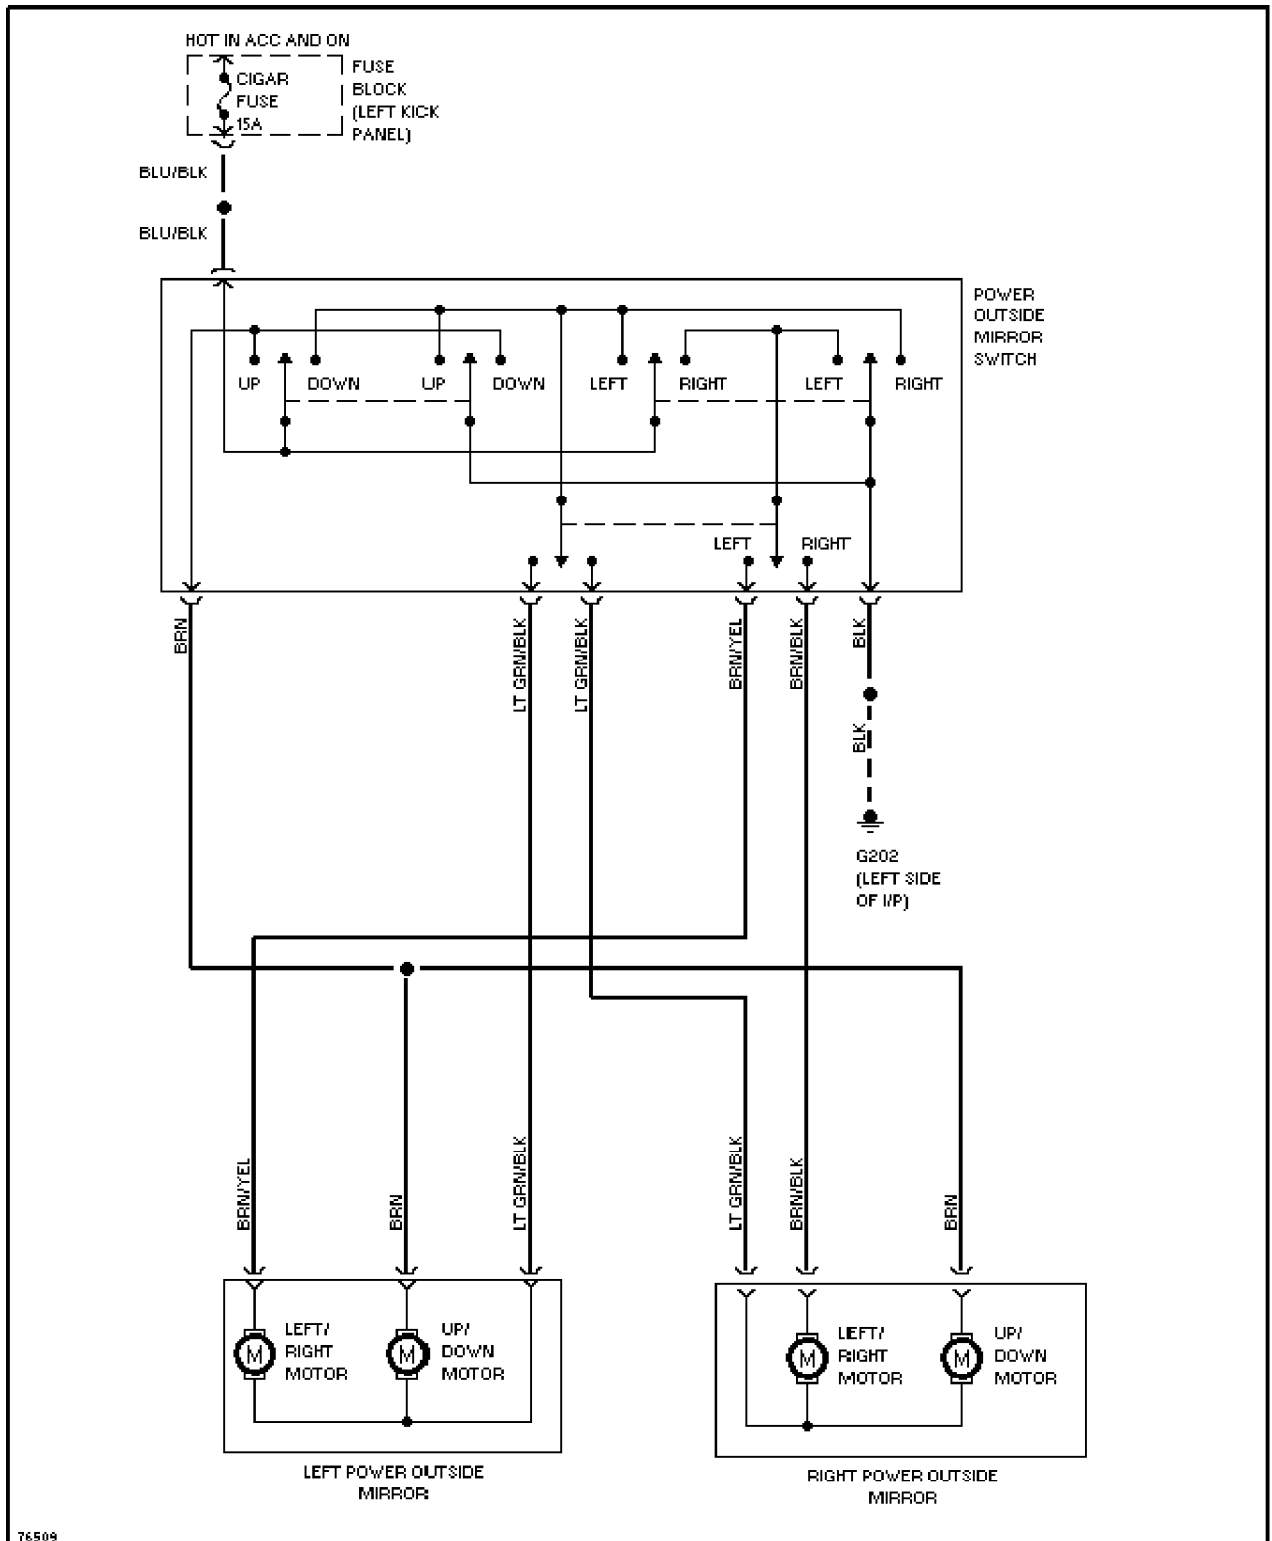 HOT IN ACC AND ON
CIGAR
FUSE
15A
FUSE
BLOCK
(LEFT KICK
PANEL)
BLU/BLK
BLU/BLK
POWER
OUTSIDE
MIRROR
SWITCH
UP
DOWN
UP
DOWN
LEFT
RIGHT
LEFT
RIGHT
LEFT
RIGHT
BRN
LT GRN/BLK
LT GRN/BLK
BRN/YEL
BRN/BLK
BLK
BLK
G202
(LEFT SIDE
OF I/P)
BRN/YEL
BRN
LT GRN/BLK
LT GRN/BLK
BRN/BLK
BRN
M
LEFT/
RIGHT
MOTOR
M
UP/
DOWN
MOTOR
M
LEFT/
RIGHT
MOTOR
M
UP/
DOWN
MOTOR
LEFT POWER OUTSIDE
MIRROR
RIGHT POWER OUTSIDE
MIRROR
76509